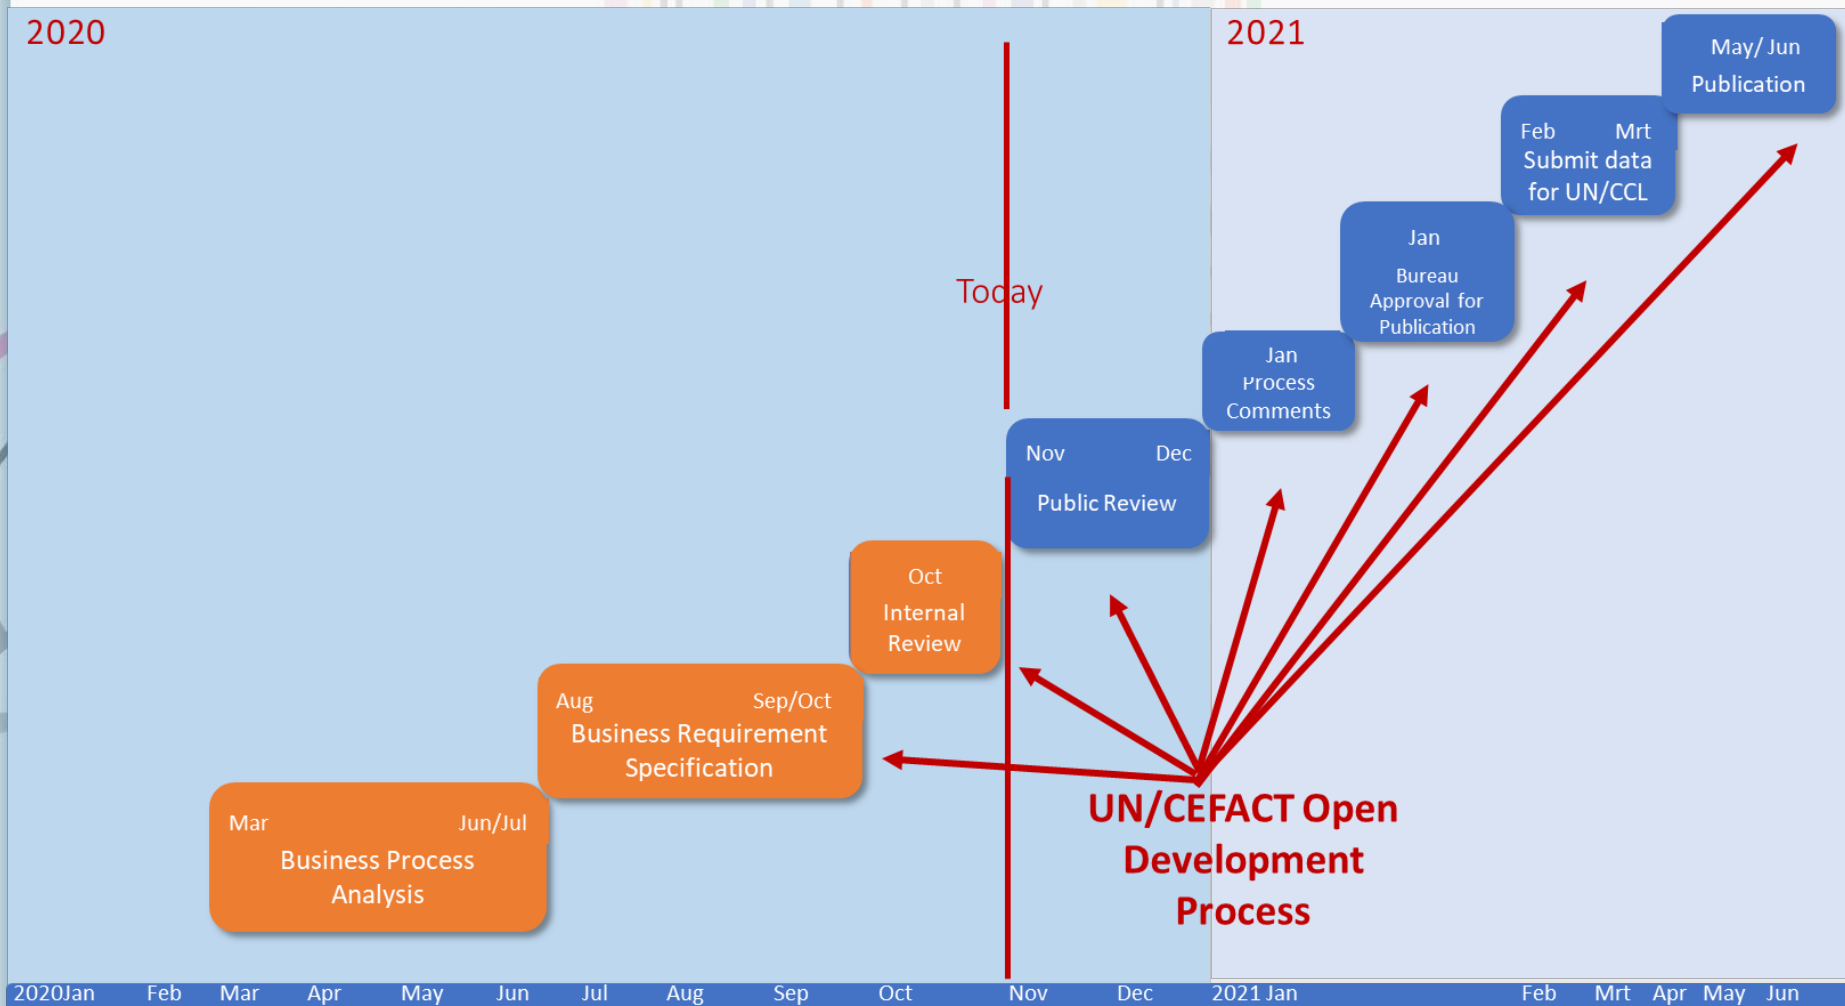 2020
2021
May/ Jun
Publication
Feb Mrt
Submit data
for UN/CCL
Jan
Bureau
Approval for
Publication
Today
Jan
Process
Comments
Nov Dec
Public Review
Oct
Internal
Review
Aug Sep/Oct
Business Requirement
Specification
Mar Jun/Jul
Business Process
Analysis
UN/CEFACT Open
Development
Process
2020Jan Feb Mar Apr May Jun Jul Aug Sep Oct Nov Dec 2021 Jan Feb Mrt Apr May Jun